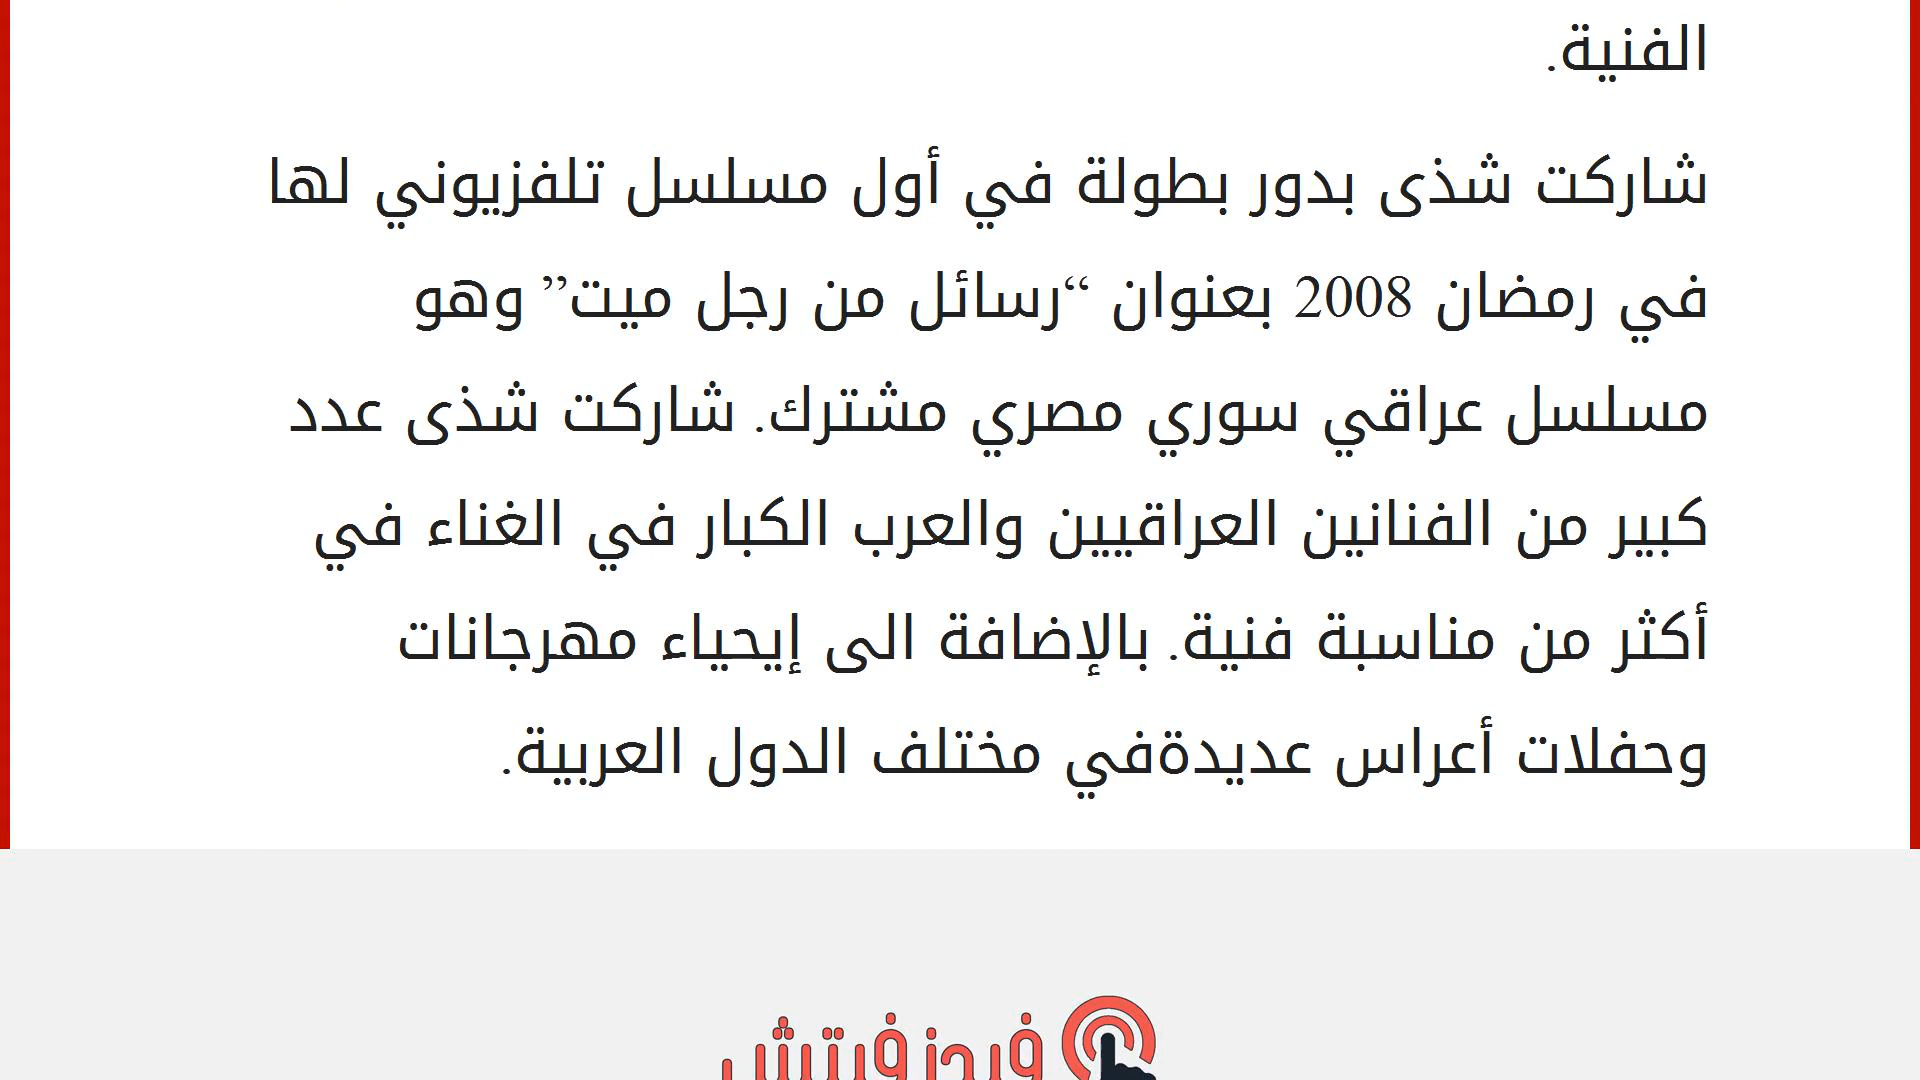 الفنية.
شاركت شذى بدور بطولة في أول مسلسل تلفزيوني لها
في رمضان 2008 بعنوان “رسائل من رجل ميت” وهو
مسلسل عراقي سوري مصري مشترك. شاركت شذى عدد
كبير من الفنانين العراقيين والعرب الكبار في الغناء في
أكثر من مناسبة فنية. بالإضافة الى إيحياء مهرجانات
وحفلات أعراس عديدةفي مختلف الدول العربية.